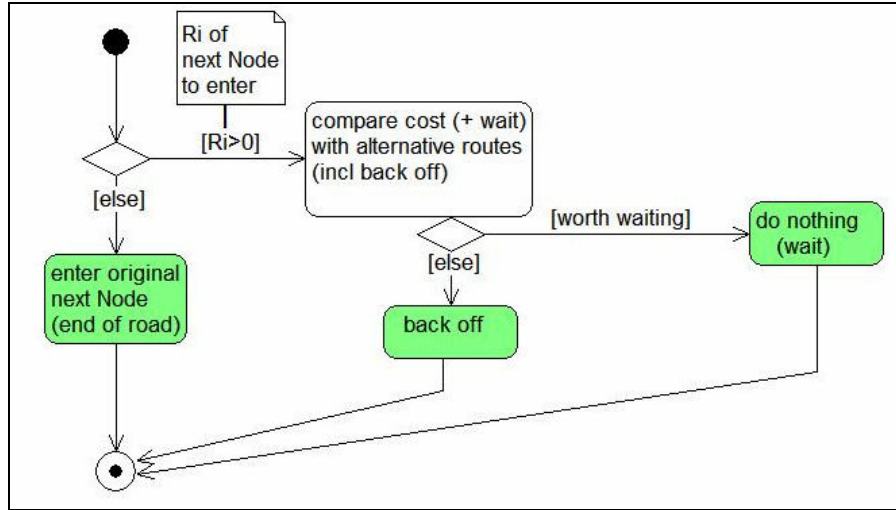 Ri of
next Node
to enter
[Ri>0]
compare cost (+ wait)
with alternative routes
(incl back off)
[else]
[worth waiting]
do nothing
(wait)
[else]
enter original
next Node
(end of road)
back off